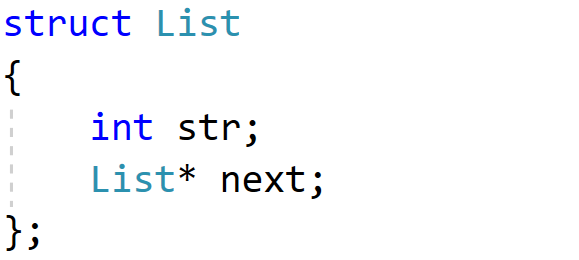 struct List
{
    int str;
    List* next;
};